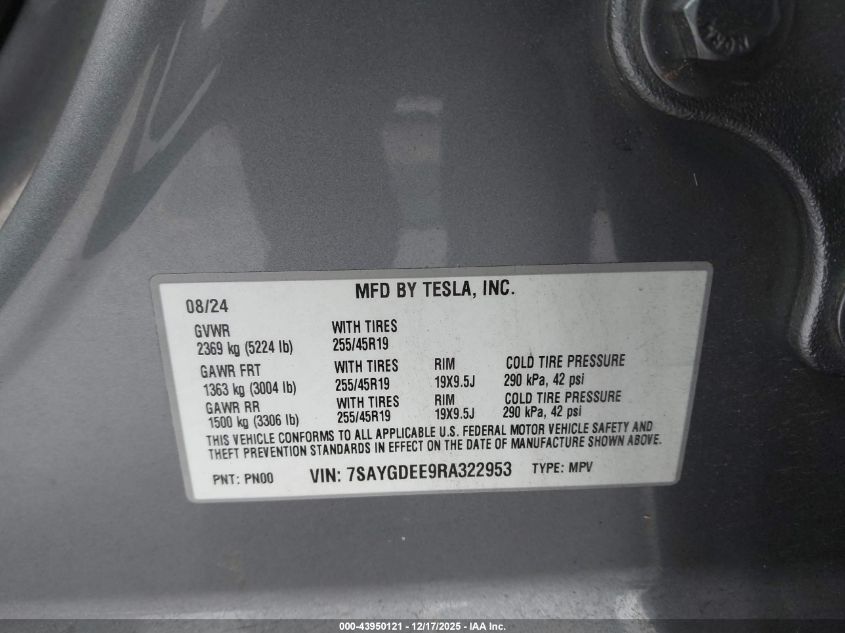 NCR4
MFD BY TESLA, INC.
08/24
GVWR WITH TIRES
2369 kg (5224 lb) 255/45R19
GAWR FRT WITH TIRES RIM COLD TIRE PRESSURE
1363 kg (3004 lb) 255/45R19 19X9.5J 290 kPa, 42 psi
GAWR RR WITH TIRES RIM COLD TIRE PRESSURE
1500 kg (3306 lb) 255/45R19 19X9.5J 290 kPa, 42 psi
THIS VEHICLE CONFORMS TO ALL APPLICABLE U.S. FEDERAL MOTOR VEHICLE SAFETY AND
THEFT PREVENTION STANDARDS IN EFFECT ON THE DATE OF MANUFACTURE SHOWN ABOVE.
PNT: PN00 VIN: 7SAYGDEE9RA322953 TYPE: MPV
000-43950121 - 12/17/2025 - IAA Inc.